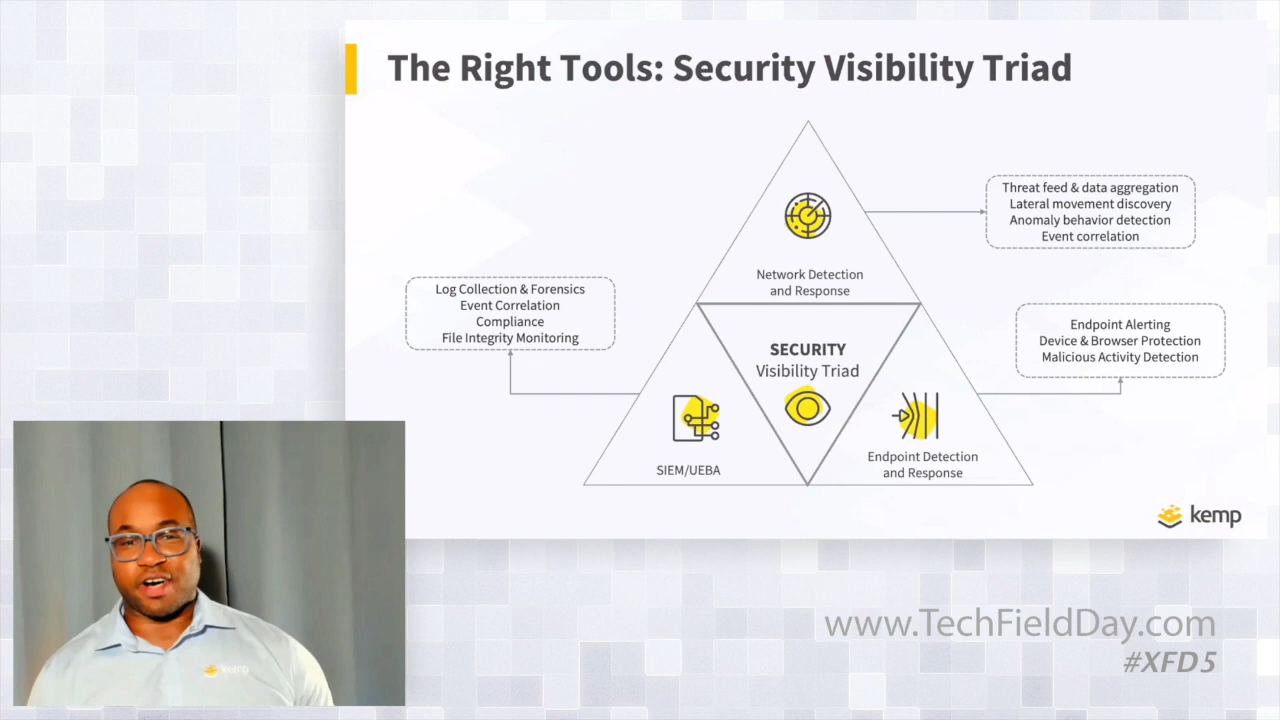 The Right Tools: Security Visibility Triad
Threat feed & data aggregation
Lateral movement discovery
Anomaly behavior detection
Event correlation
Network Detection
and Response
Log Collection & Forensics
Event Correlation
Compliance
File Integrity Monitoring
Endpoint Alerting
Device & Browser Protection
Malicious Activity Detection
SECURITY
Visibility Triad
SIEM/UEBA
Endpoint Detection
and Response
kemp
kemp
www.TechFieldDay.com
#XFD5